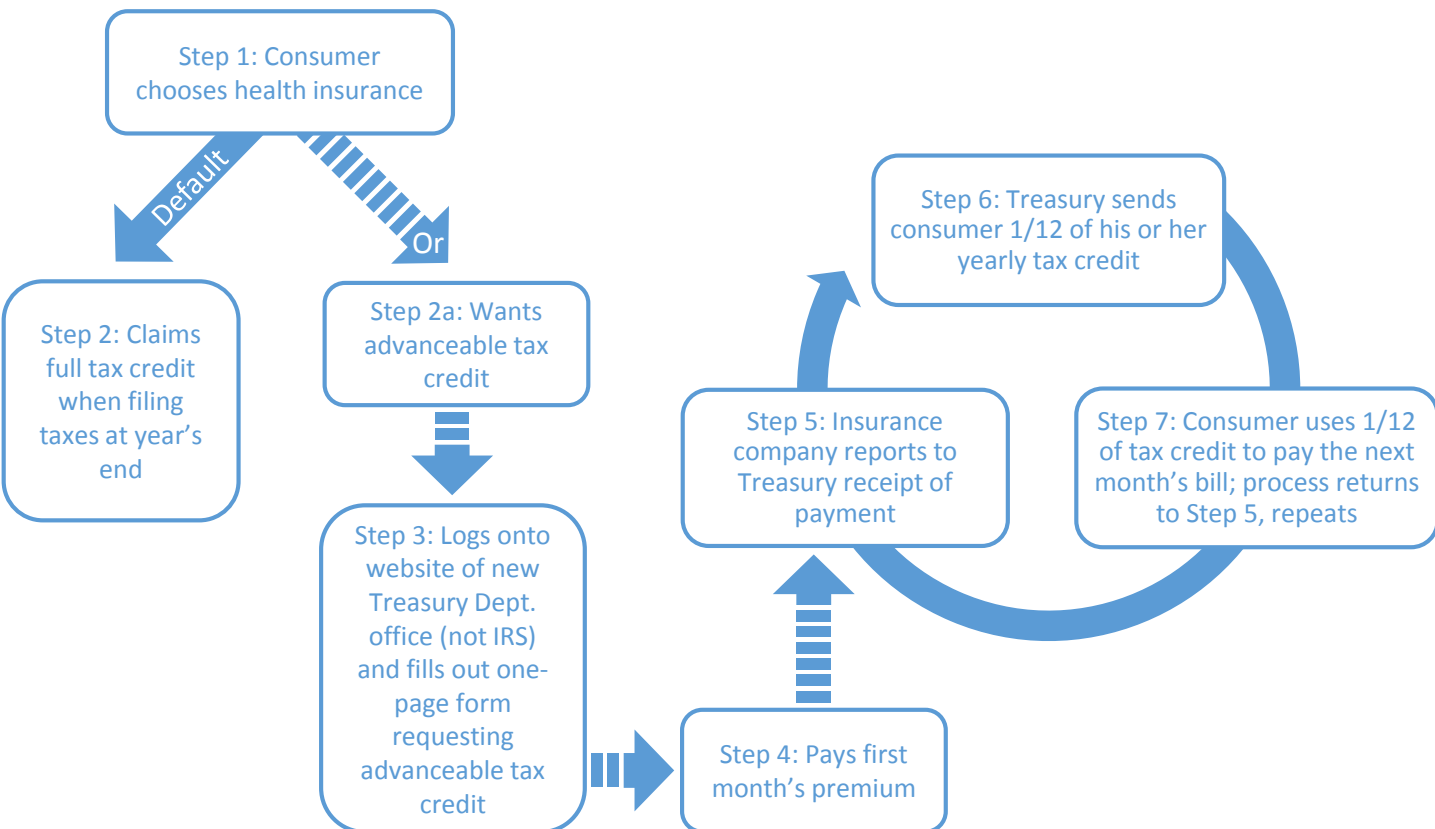 Step 1: Consumer
chooses health insurance
Default
Or
Step 2: Claims
full tax credit
when filing
taxes at year’s
end
Step 2a: Wants
advanceable tax
credit
Step 3: Logs onto
website of new
Treasury Dept.
office (not IRS)
and fills out one-
page form
requesting
advanceable tax
credit
Step 4: Pays first
month’s premium
Step 5: Insurance
company reports to
Treasury receipt of
payment
Step 6: Treasury sends
consumer 1/12 of his or her
yearly tax credit
Step 7: Consumer uses 1/12
of tax credit to pay the next
month’s bill; process returns
to Step 5, repeats